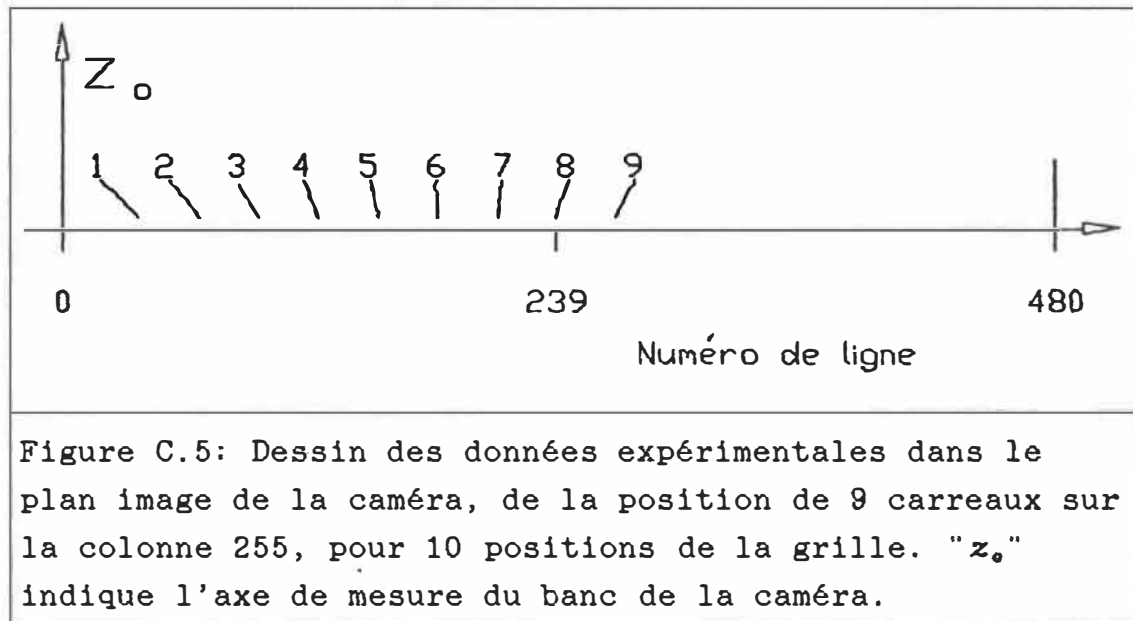 Z₀
1 2 3 4 5 6 7 8 9
0 239 480
Numéro de ligne
Figure C.5: Dessin des données expérimentales dans le
plan image de la caméra, de la position de 9 carreaux sur
la colonne 255, pour 10 positions de la grille. "z₀"
indique l'axe de mesure du banc de la caméra.